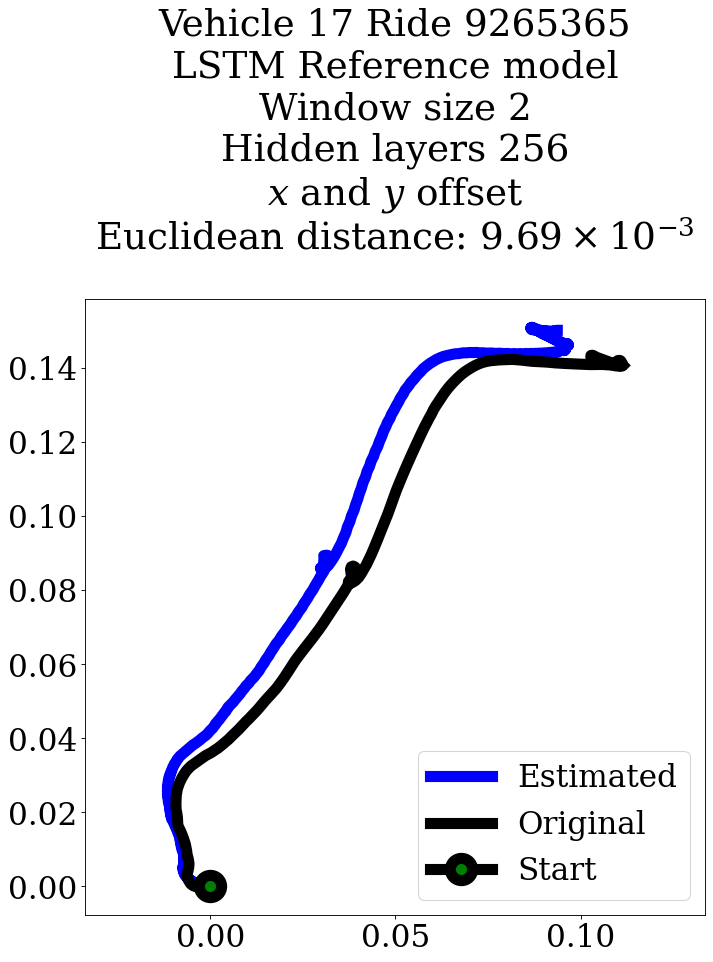 Vehicle 17 Ride 9265365
LSTM Reference model
Window size 2
Hidden layers 256
x and y offset
Euclidean distance: 9.69 × 10⁻³
0.14
0.12
0.10
0.08
0.06
0.04
0.02
0.00
Estimated
Original
Start
0.00 0.05 0.10